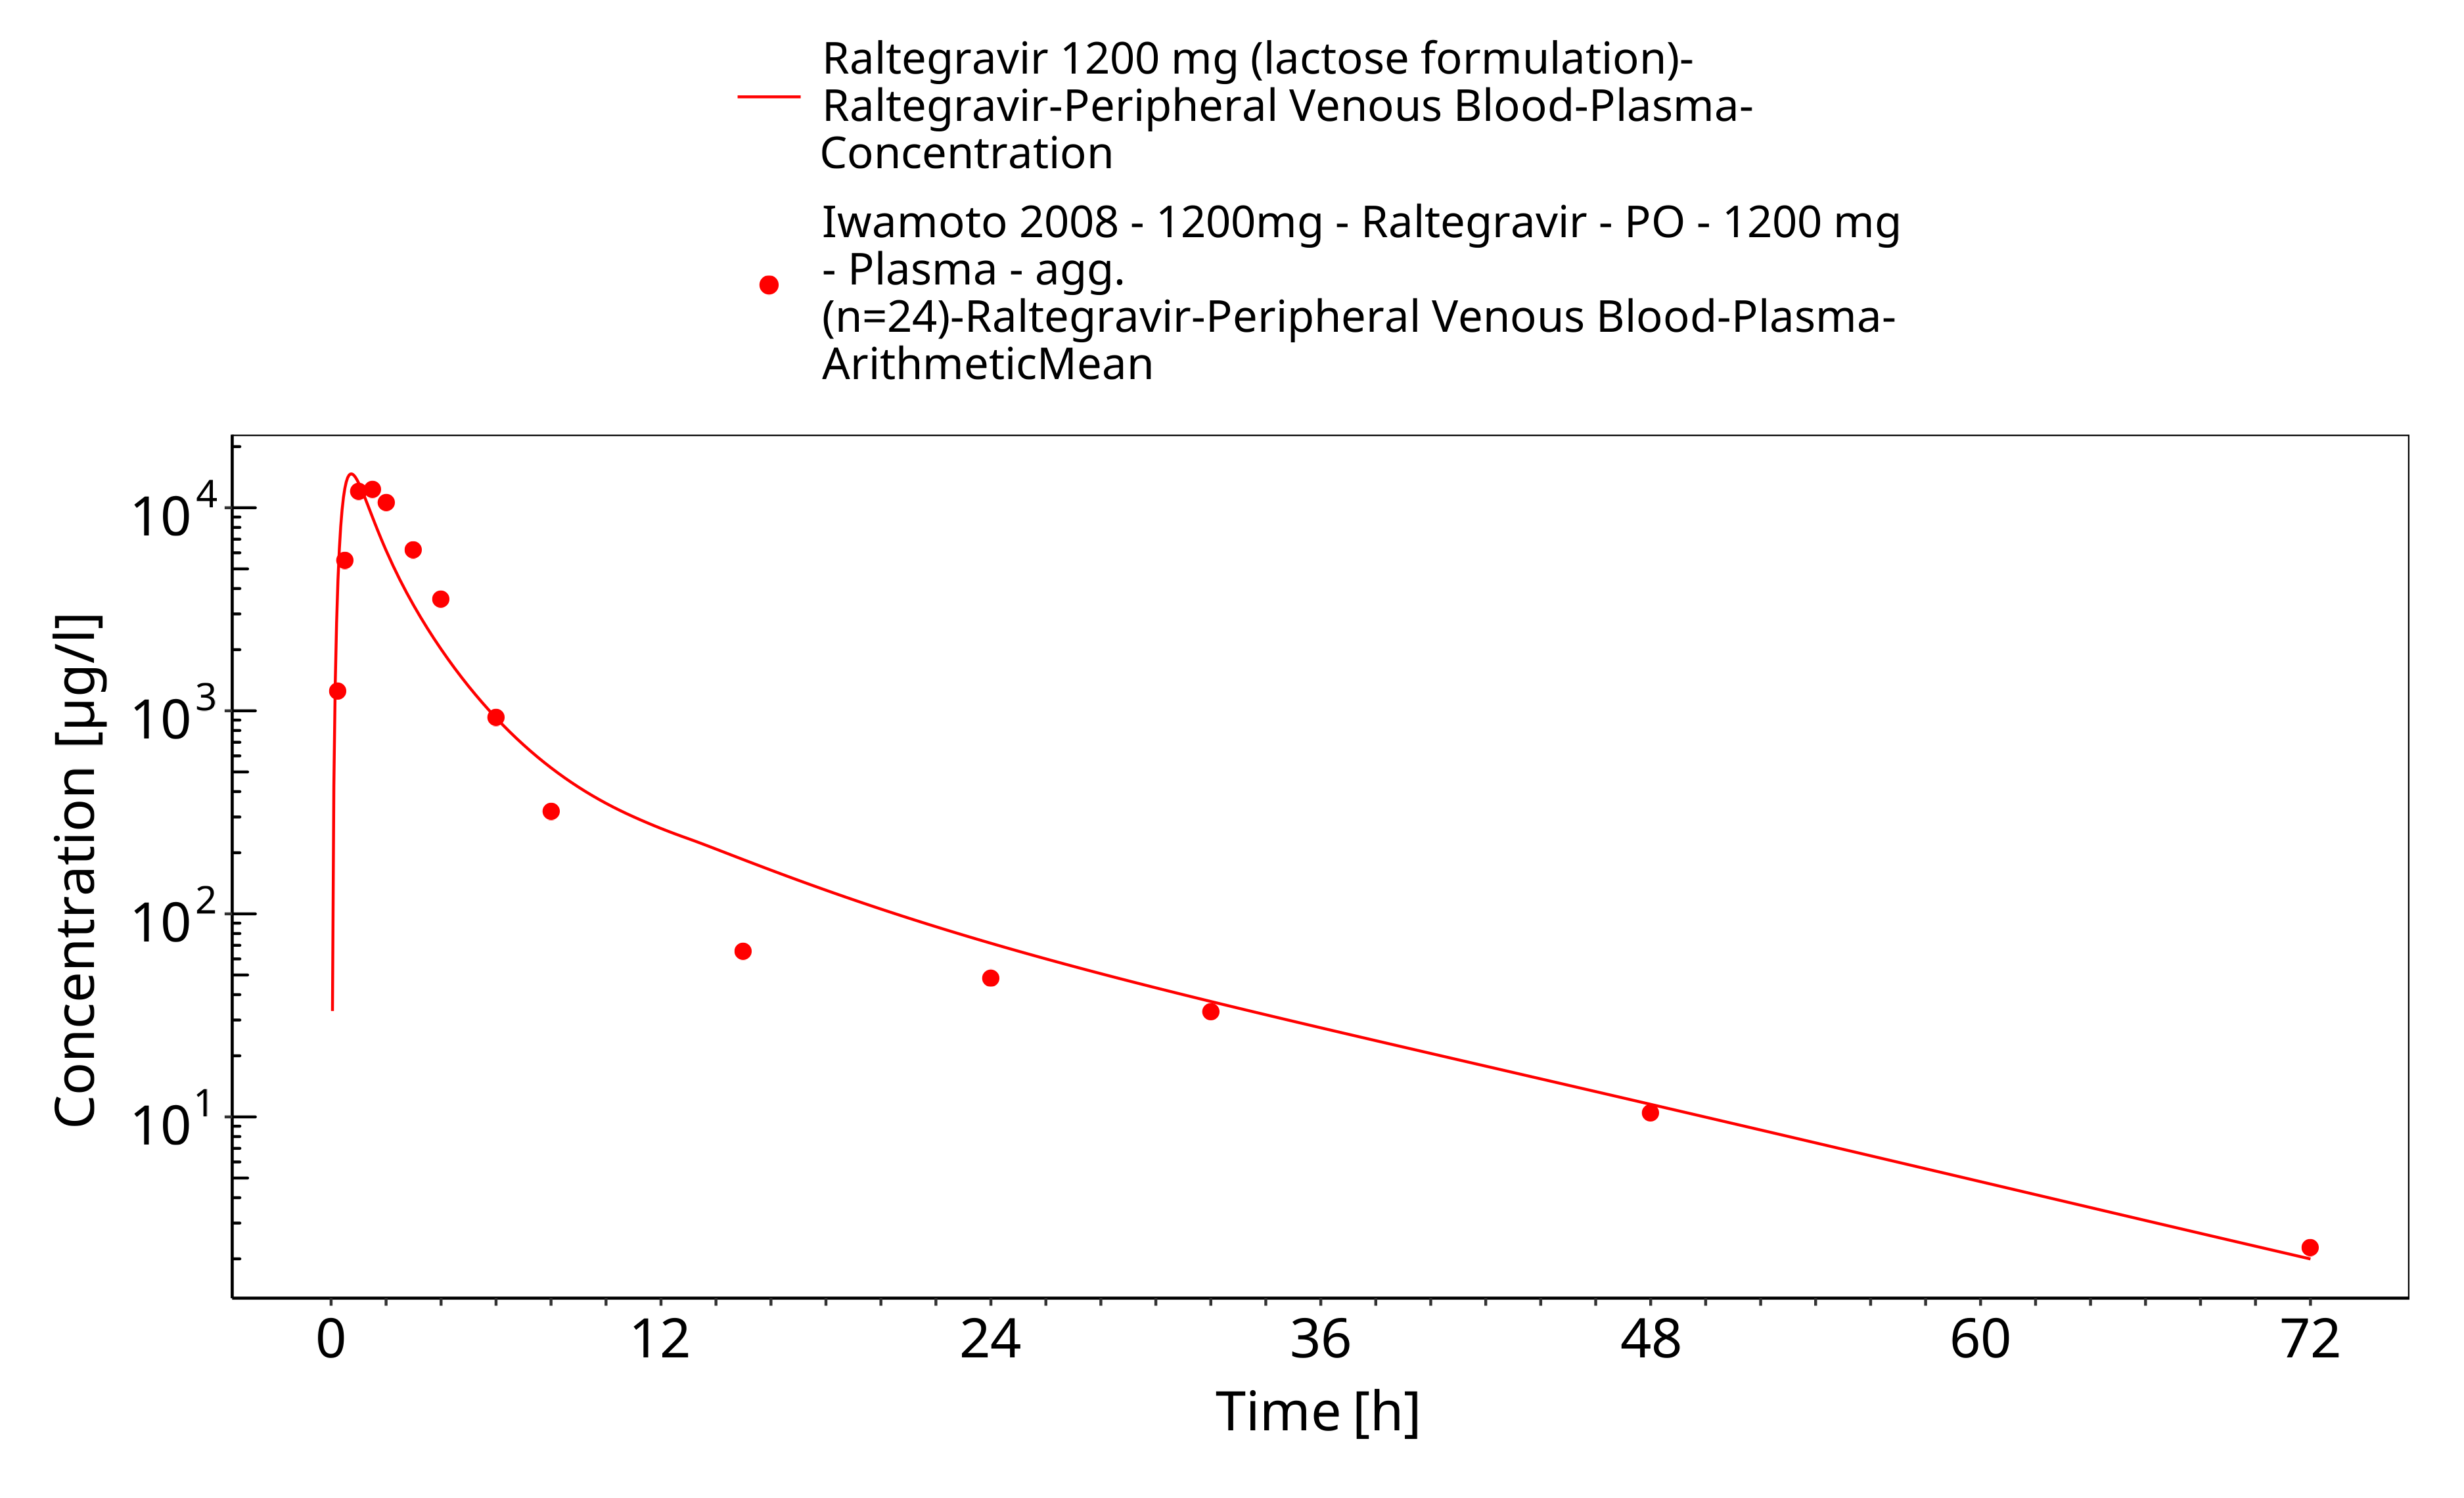 Raltegravir 1200 mg (lactose formulation)-
Raltegravir-Peripheral Venous Blood-Plasma-
Concentration
Iwamoto 2008 - 1200mg - Raltegravir - PO - 1200 mg
- Plasma - agg.
(n=24)-Raltegravir-Peripheral Venous Blood-Plasma-
ArithmeticMean
Concentration [µg/l]
10⁴
10³
10²
10¹
0 12 24 36 48 60 72
Time [h]